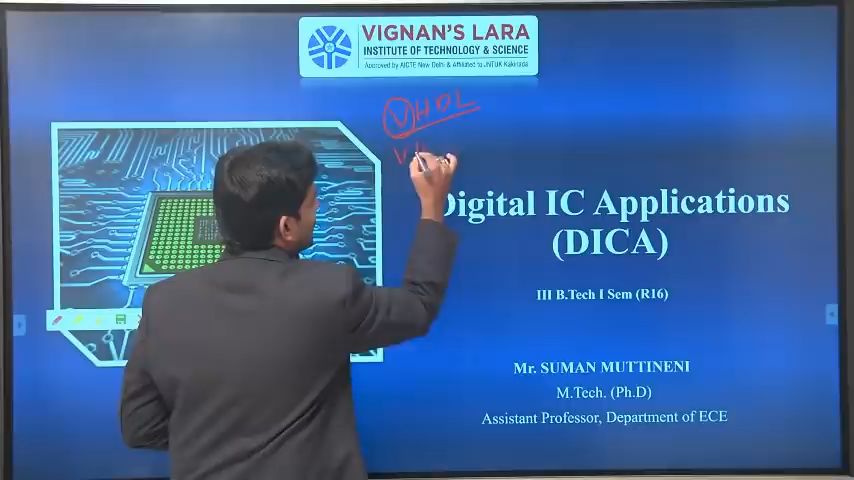 VIGNAN'S LARA
INSTITUTE OF TECHNOLOGY & SCIENCE
Approved by AICTE New Delhi & Affiliated to JNTUK Kakinada
VHDL
Digital IC Applications
(DICA)
III B.Tech I Sem (R16)
Mr. SUMAN MUTTINENI
M.Tech. (Ph.D)
Assistant Professor, Department of ECE